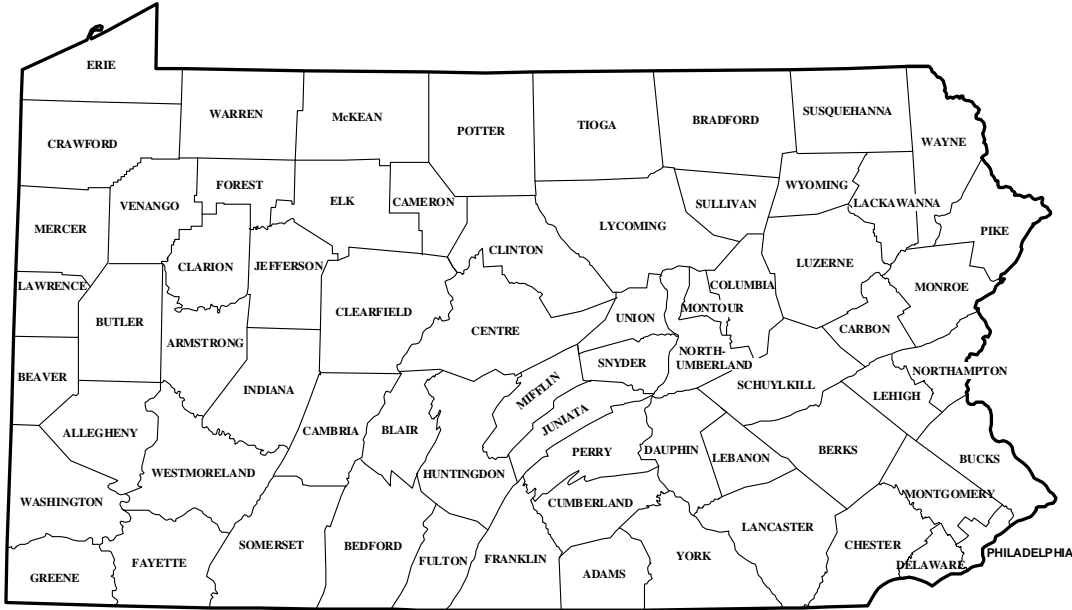 ERIE
CRAWFORD
WARREN
McKEAN
POTTER
TIOGA
BRADFORD
SUSQUEHANNA
WAYNE
MERCER
VENANGO
FOREST
ELK
CAMERON
CLINTON
LYCOMING
SULLIVAN
WYOMING
LACKAWANNA
PIKE
LAWRENCE
BUTLER
CLARION
JEFFERSON
CLEARFIELD
CENTRE
UNION
MONTOUR
COLUMBIA
LUZERNE
MONROE
BEAVER
ARMSTRONG
INDIANA
SNYDER
NORTH-
UMBERLAND
SCHUYLKILL
CARBON
NORTHAMPTON
LEHIGH
ALLEGHENY
WESTMORELAND
CAMBRIA
BLAIR
HUNTINGDON
MIFFLIN
JUNIATA
PERRY
DAUPHIN
LEBANON
BERKS
BUCKS
WASHINGTON
CUMBERLAND
MONTGOMERY
GREENE
FAYETTE
SOMERSET
BEDFORD
FULTON
FRANKLIN
ADAMS
YORK
LANCASTER
CHESTER
DELAWARE
PHILADELPHIA